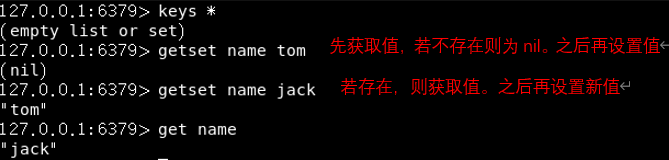 127.0.0.1:6379> keys *
(empty list or set)
127.0.0.1:6379> getset name tom 先获取值，若不存在则为 nil。之后再设置值↵
(nil)
127.0.0.1:6379> getset name jack 若存在，则获取值。之后再设置新值↵
"tom"
127.0.0.1:6379> get name
"jack"